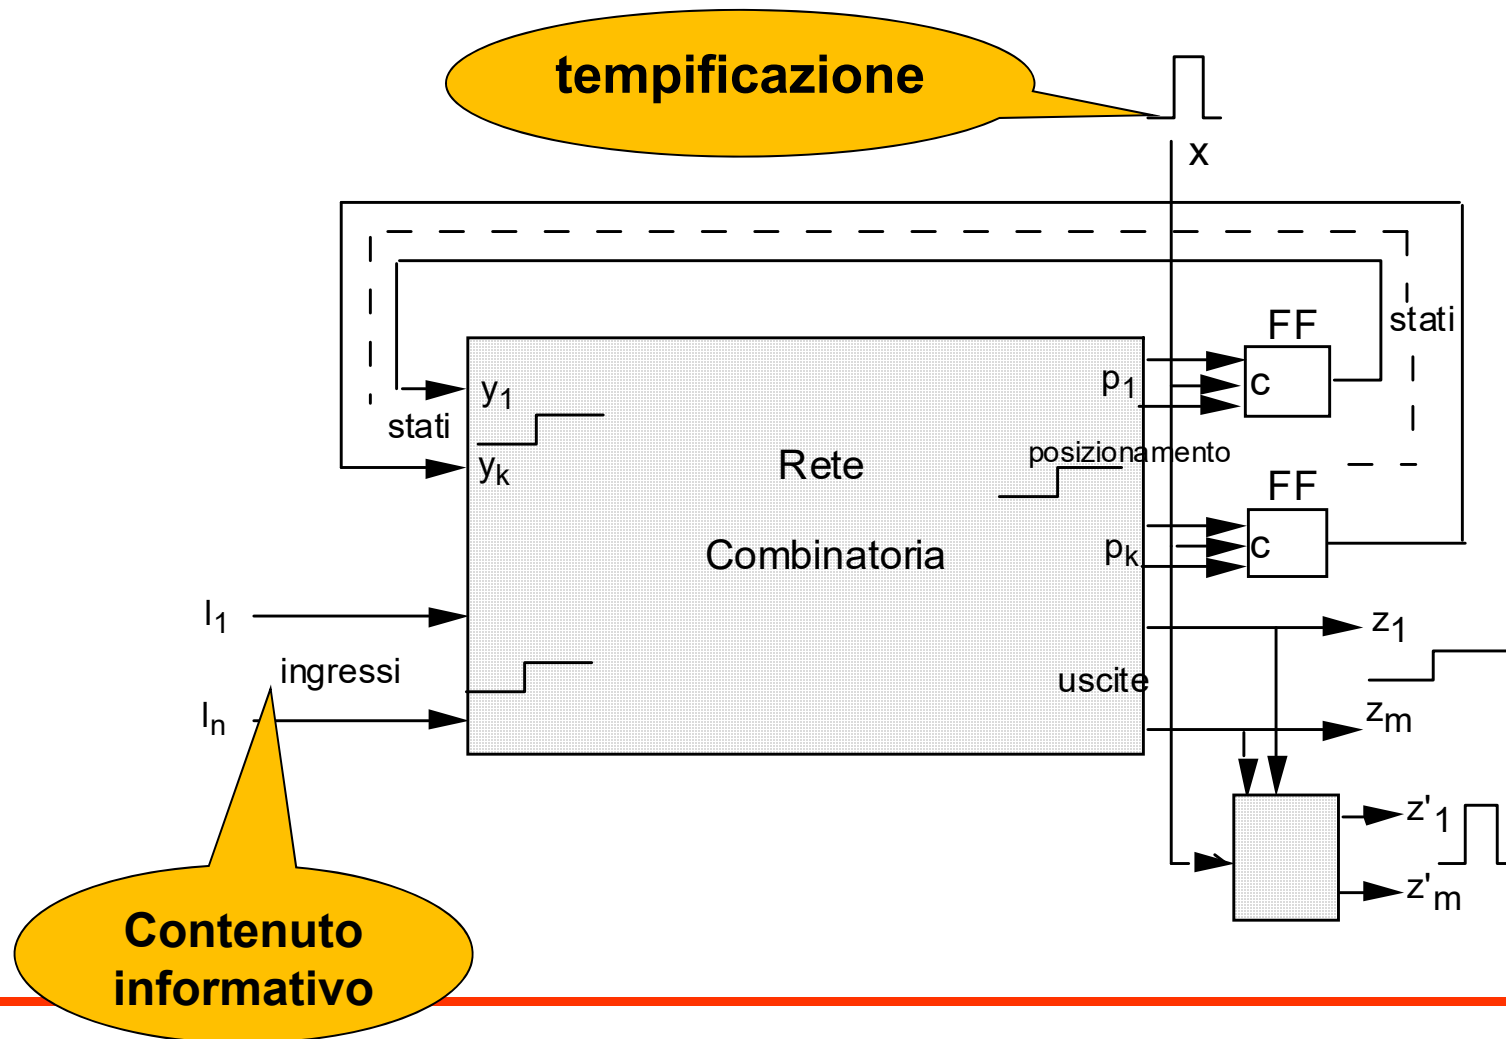 tempificazione
x
FF
stati
y1
p1
c
stati
yk
Rete
posizionamento
FF
Combinatoria
pk
c
I1
z1
ingressi
uscite
In
zm
z'1
z'm
Contenuto
informativo